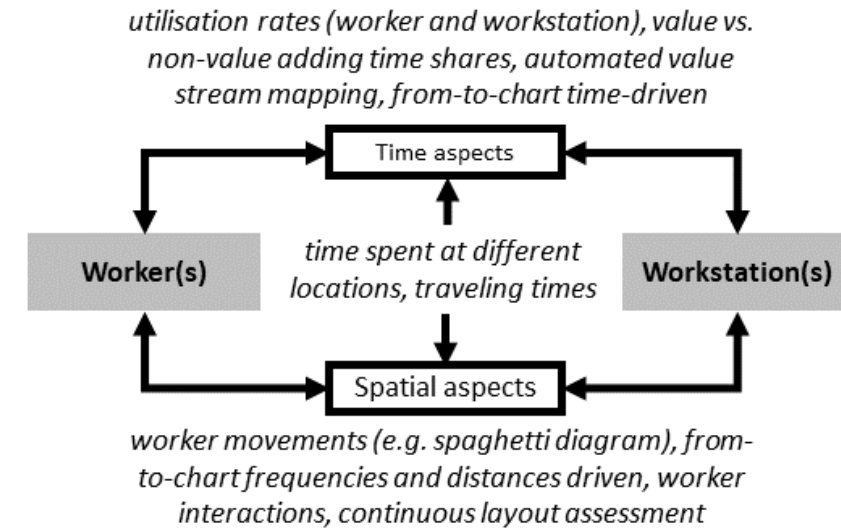 utilisation rates (worker and workstation), value vs.
non-value adding time shares, automated value
stream mapping, from-to-chart time-driven
Time aspects
time spent at different
locations, traveling times
Worker(s)
Workstation(s)
Spatial aspects
worker movements (e.g. spaghetti diagram), from-
to-chart frequencies and distances driven, worker
interactions, continuous layout assessment